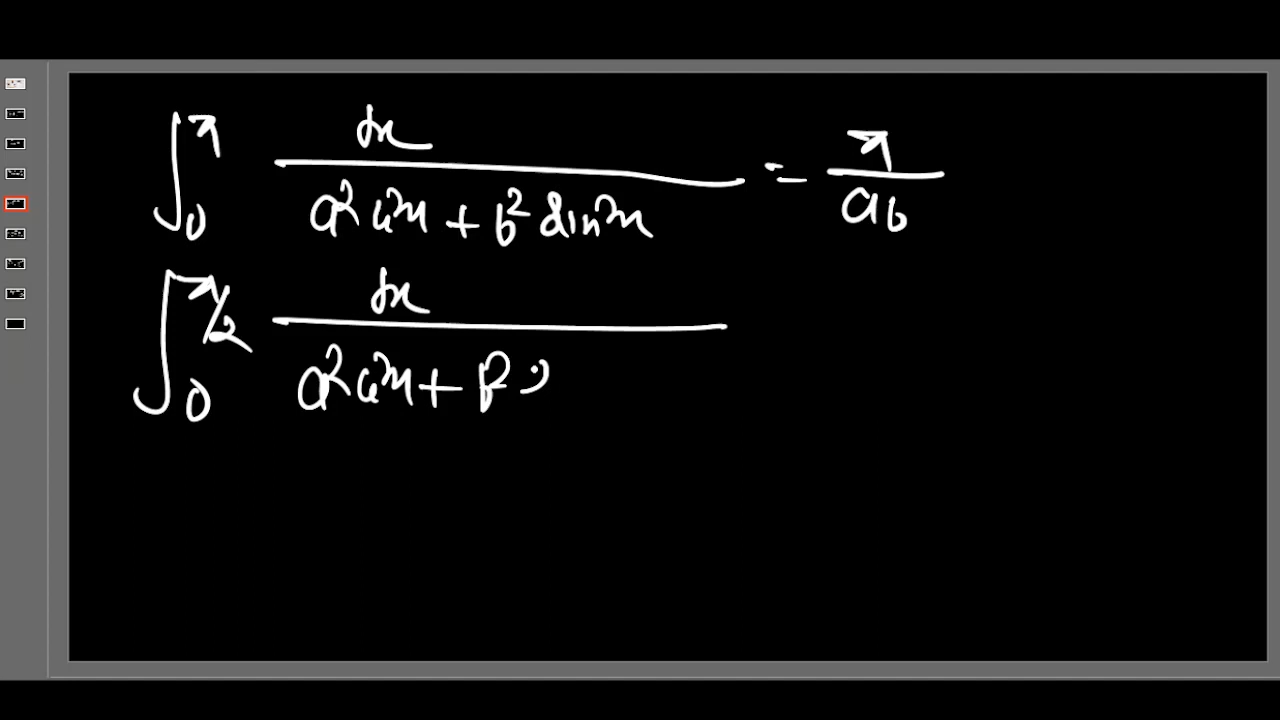 ∫₀^π dx / (a² cos²x + b² sin²x) = π / ab
∫₀^(π/2) dx / (a² cos²x + b²